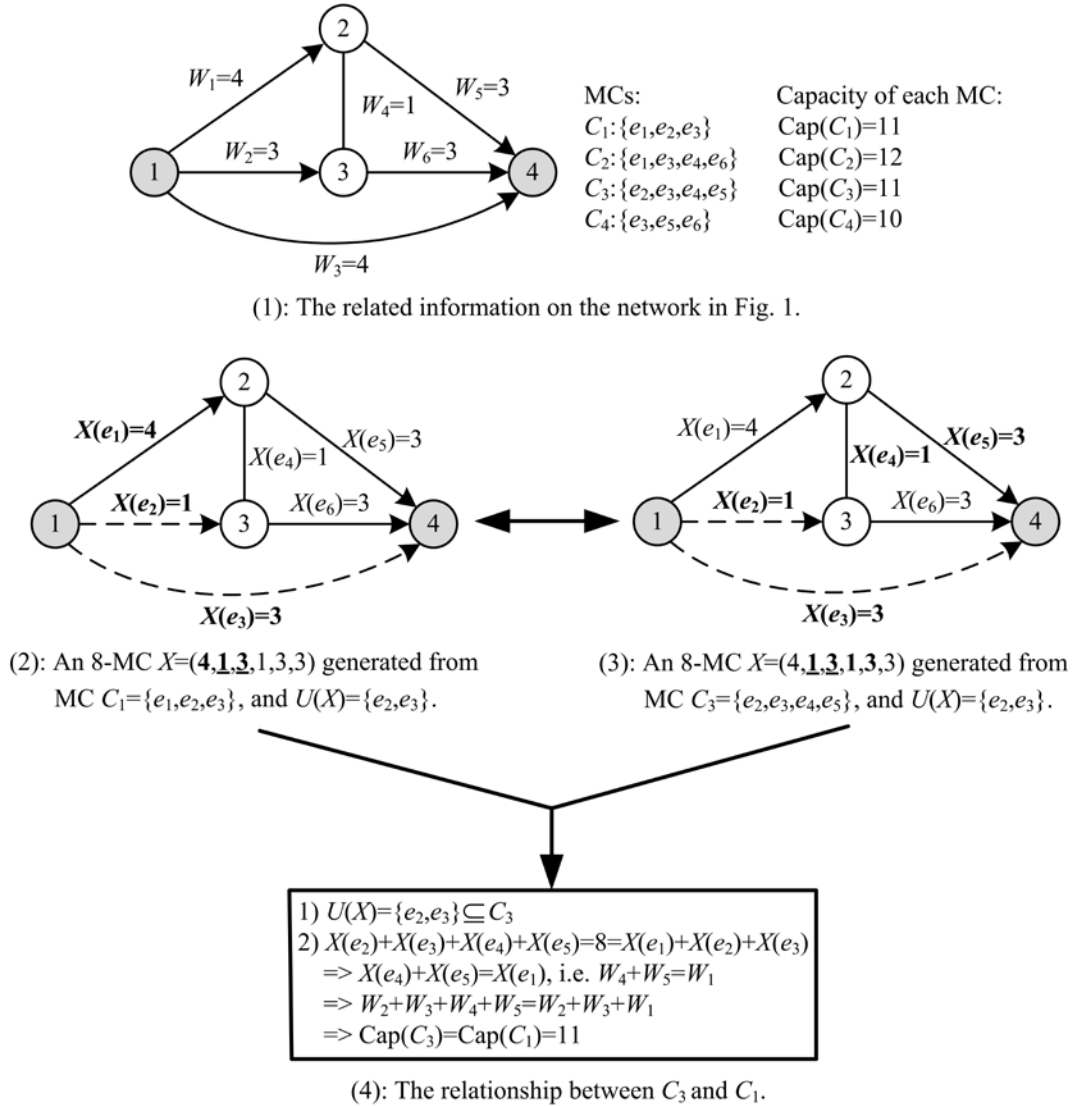 2
W₁=4
W₅=3
W₄=1
1
W₂=3
3
W₆=3
4
W₃=4
MCs: Capacity of each MC:
C₁:{e₁,e₂,e₃} Cap(C₁)=11
C₂:{e₁,e₃,e₄,e₆} Cap(C₂)=12
C₃:{e₂,e₃,e₄,e₅} Cap(C₃)=11
C₄:{e₃,e₅,e₆} Cap(C₄)=10
(1): The related information on the network in Fig. 1.
2
X(e₁)=4
X(e₅)=3
X(e₄)=1
1
X(e₂)=1
3
X(e₆)=3
4
X(e₃)=3
(2): An 8-MC X=(4,1,3,1,3,3) generated from
MC C₁={e₁,e₂,e₃}, and U(X)={e₂,e₃}.
2
X(e₁)=4
X(e₅)=3
X(e₄)=1
1
X(e₂)=1
3
X(e₆)=3
4
X(e₃)=3
(3): An 8-MC X=(4,1,3,1,3,3) generated from
MC C₃={e₂,e₃,e₄,e₅}, and U(X)={e₂,e₃}.
1) U(X)={e₂,e₃}⊆C₃
2) X(e₂)+X(e₃)+X(e₄)+X(e₅)=8=X(e₁)+X(e₂)+X(e₃)
=> X(e₄)+X(e₅)=X(e₁), i.e. W₄+W₅=W₁
=> W₂+W₃+W₄+W₅=W₂+W₃+W₁
=> Cap(C₃)=Cap(C₁)=11
(4): The relationship between C₃ and C₁.